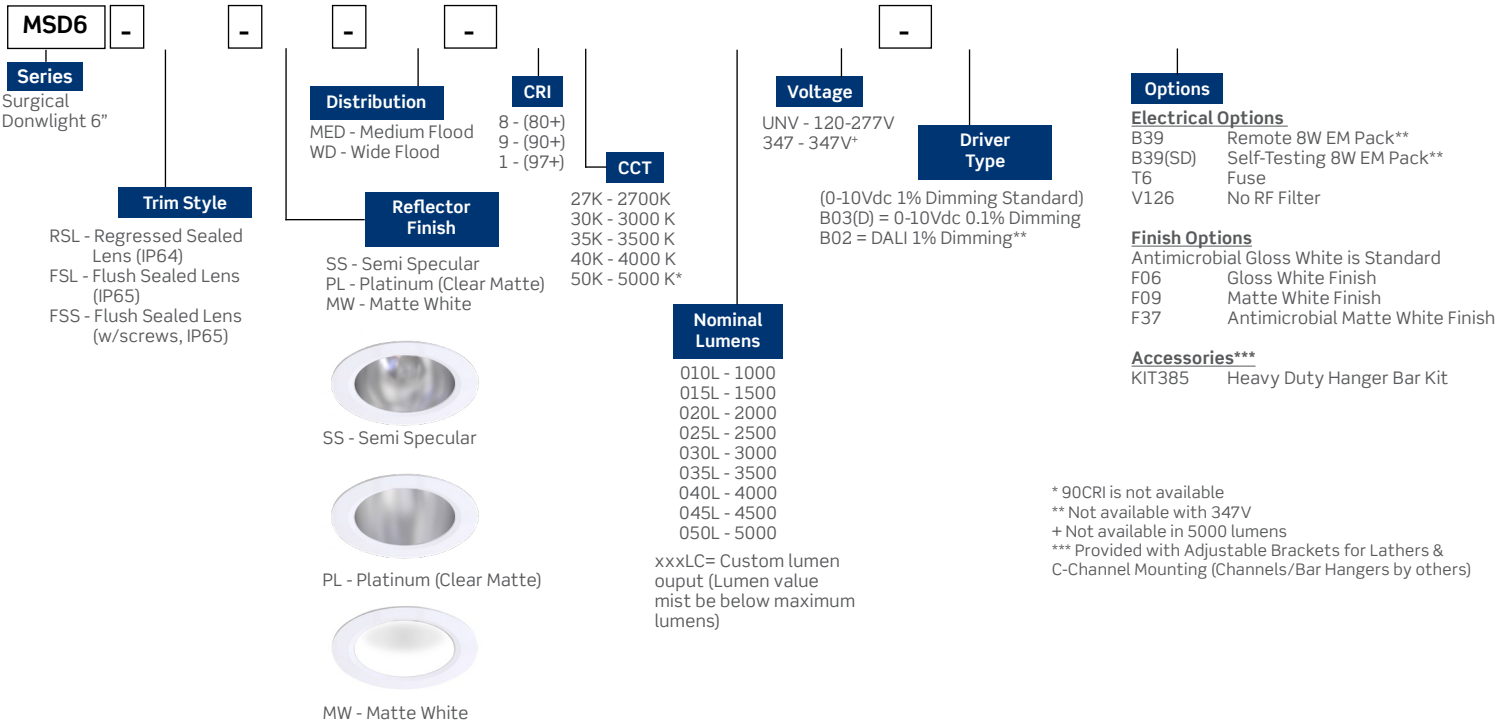 MSD6 - - - - -
Series
Surgical
Donwlight 6”
Trim Style
RSL - Regressed Sealed
Lens (IP64)
FSL - Flush Sealed Lens
(IP65)
FSS - Flush Sealed Lens
(w/screws, IP65)
Reflector
Finish
SS - Semi Specular
PL - Platinum (Clear Matte)
MW - Matte White
SS - Semi Specular
PL - Platinum (Clear Matte)
MW - Matte White
Distribution
MED - Medium Flood
WD - Wide Flood
CRI
8 - (80+)
9 - (90+)
1 - (97+)
CCT
27K - 2700K
30K - 3000 K
35K - 3500 K
40K - 4000 K
50K - 5000 K*
Nominal
Lumens
010L - 1000
015L - 1500
020L - 2000
025L - 2500
030L - 3000
035L - 3500
040L - 4000
045L - 4500
050L - 5000
xxxLC= Custom lumen
ouput (Lumen value
mist be below maximum
lumens)
Voltage
UNV - 120-277V
347 - 347V+
Driver
Type
(0-10Vdc 1% Dimming Standard)
B03(D) = 0-10Vdc 0.1% Dimming
B02 = DALI 1% Dimming**
Options
Electrical Options
B39 Remote 8W EM Pack**
B39(SD) Self-Testing 8W EM Pack**
T6 Fuse
V126 No RF Filter
Finish Options
Antimicrobial Gloss White is Standard
F06 Gloss White Finish
F09 Matte White Finish
F37 Antimicrobial Matte White Finish
Accessories***
KIT385 Heavy Duty Hanger Bar Kit
* 90CRI is not available
** Not available with 347V
+ Not available in 5000 lumens
*** Provided with Adjustable Brackets for Lathers &
C-Channel Mounting (Channels/Bar Hangers by others)